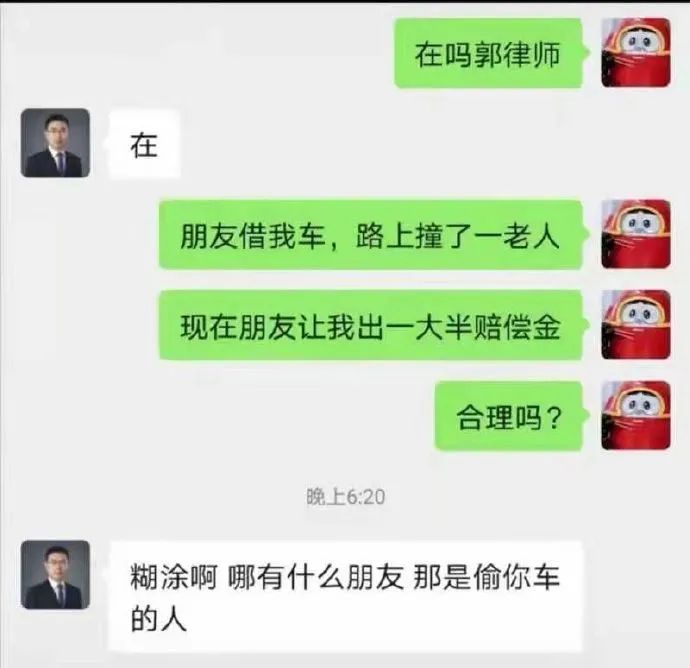 在吗郭律师
在
朋友借我车，路上撞了一老人
现在朋友让我出一大半赔偿金
合理吗？
晚上6:20
糊涂啊 哪有什么朋友 那是偷你车
的人